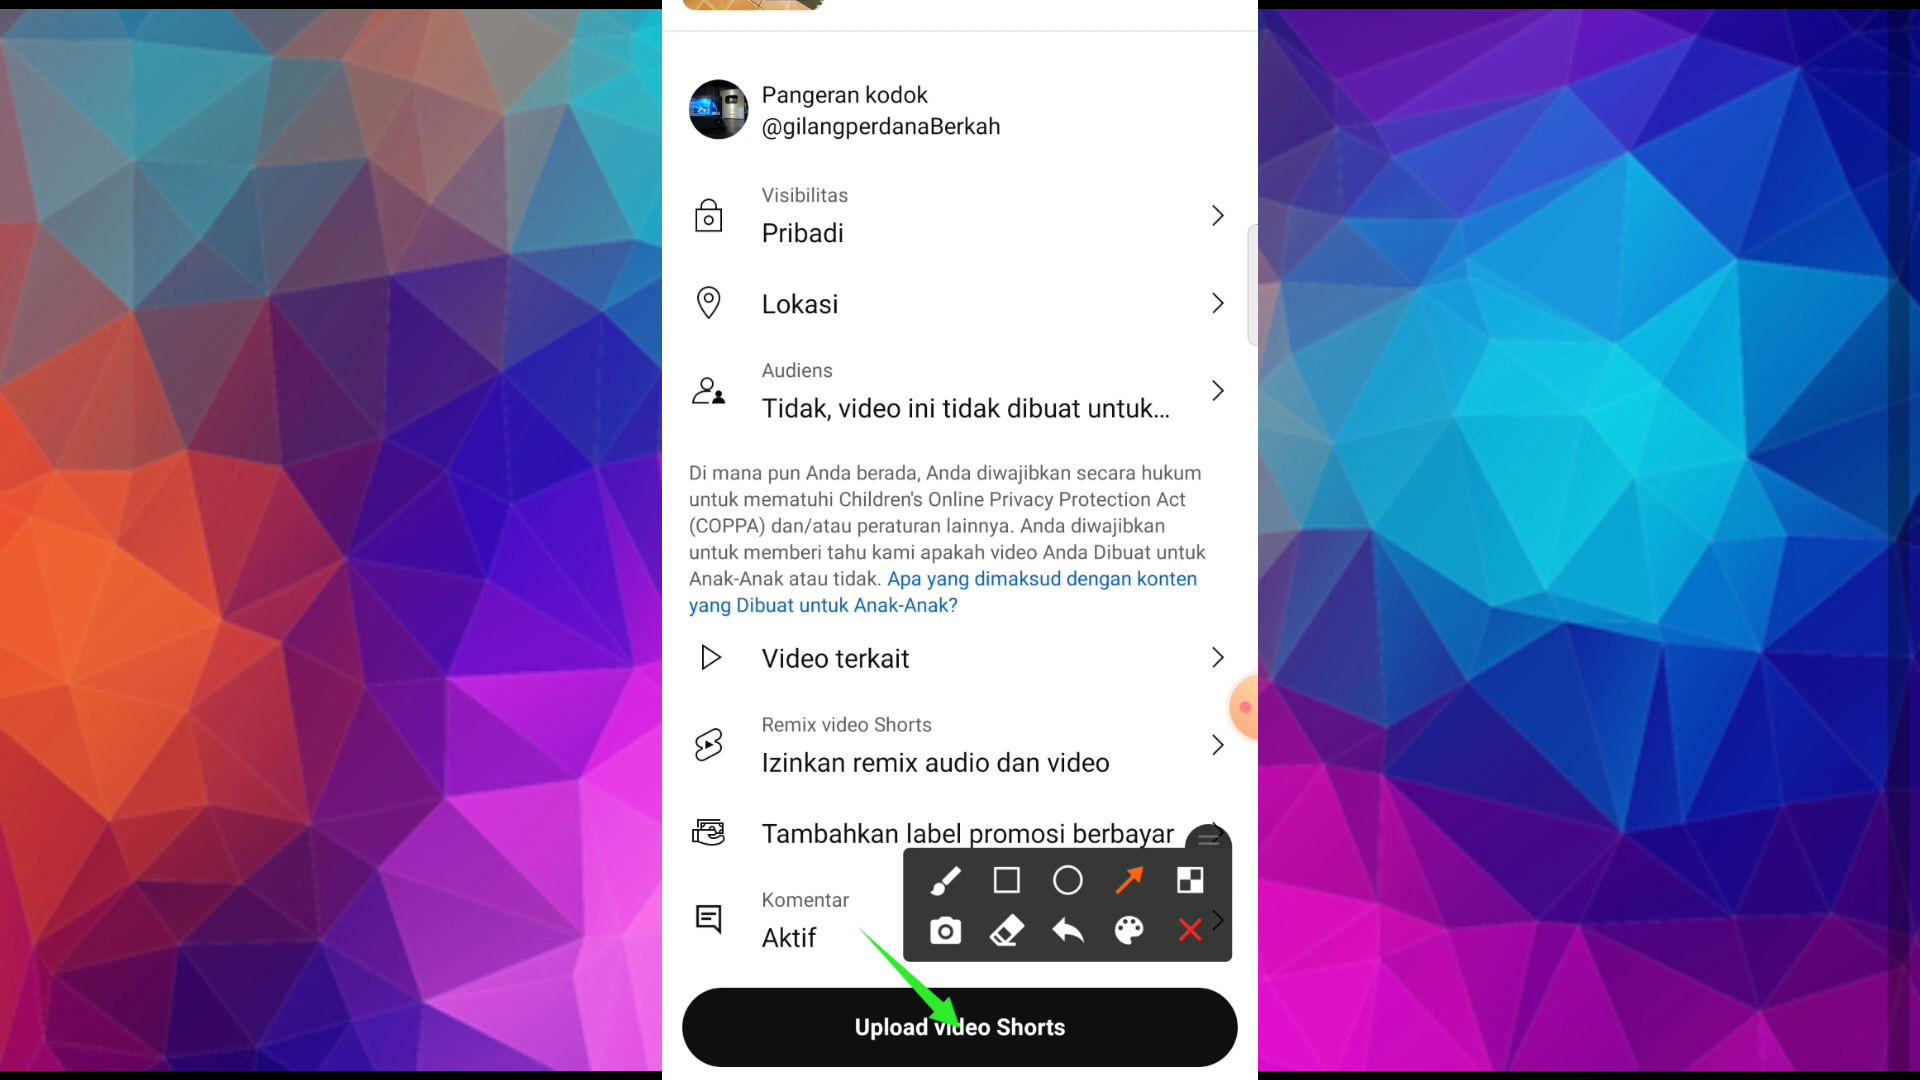 Pangeran kodok
@gilangperdanaBerkah
Visibilitas
Pribadi
Lokasi
Audiens
Tidak, video ini tidak dibuat untuk...
Di mana pun Anda berada, Anda diwajibkan secara hukum
untuk mematuhi Children's Online Privacy Protection Act
(COPPA) dan/atau peraturan lainnya. Anda diwajibkan
untuk memberi tahu kami apakah video Anda Dibuat untuk
Anak-Anak atau tidak. Apa yang dimaksud dengan konten
yang Dibuat untuk Anak-Anak?
Video terkait
Remix video Shorts
Izinkan remix audio dan video
Tambahkan label promosi berbayar
Komentar
Aktif
Upload video Shorts